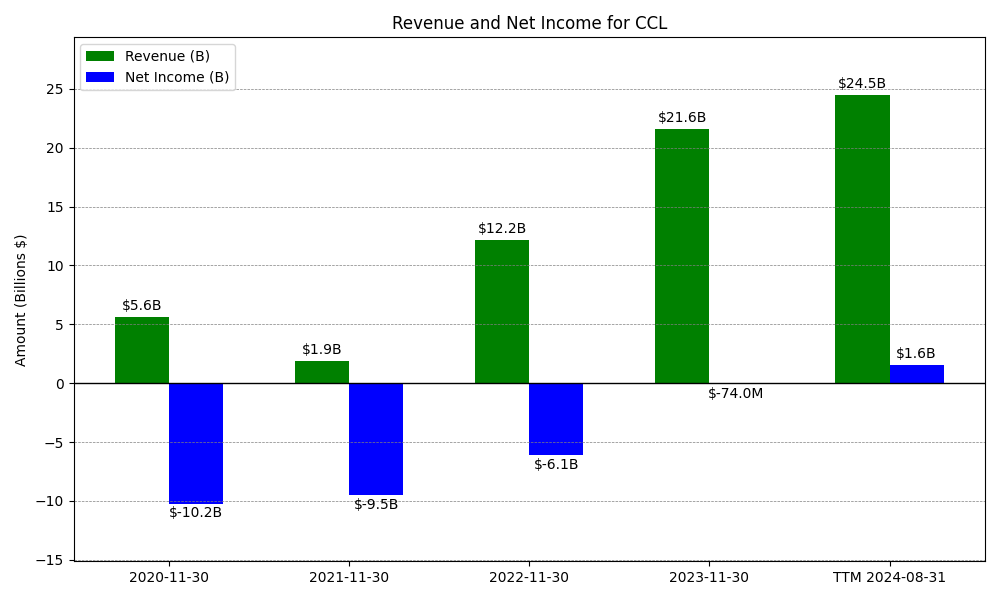 Revenue and Net Income for CCL
Revenue (B)
Net Income (B)
Amount (Billions $)
25
20
15
10
5
0
−5
−10
−15
$5.6B
$1.9B
$12.2B
$21.6B
$24.5B
$-10.2B
$-9.5B
$-6.1B
$-74.0M
$1.6B
2020-11-30
2021-11-30
2022-11-30
2023-11-30
TTM 2024-08-31